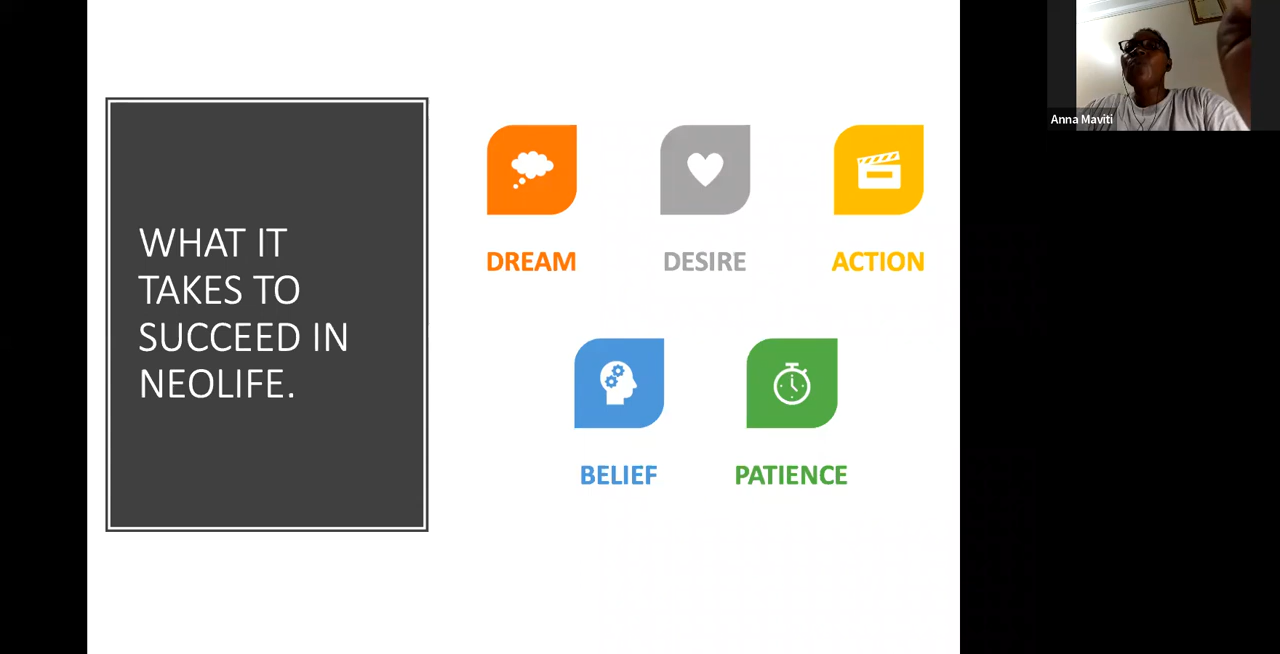 WHAT IT
TAKES TO
SUCCEED IN
NEOLIFE.
DREAM
DESIRE
ACTION
BELIEF
PATIENCE
Anna Maviti